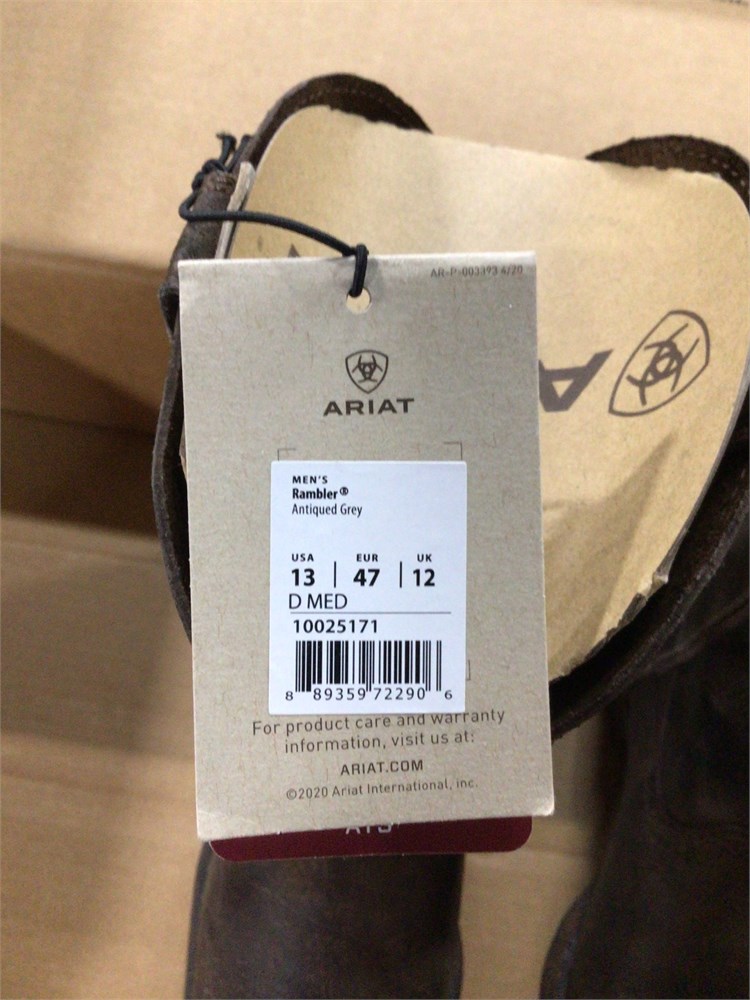 AR-P-003393 4/20
ARIAT
A
MEN'S
Rambler®
Antiqued Grey
USA EUR UK
13 | 47 | 12
D MED
10025171
8 89359 72290 6
For product care and warranty
information, visit us at:
ARIAT.COM
©2020 Ariat International, inc.
ATS